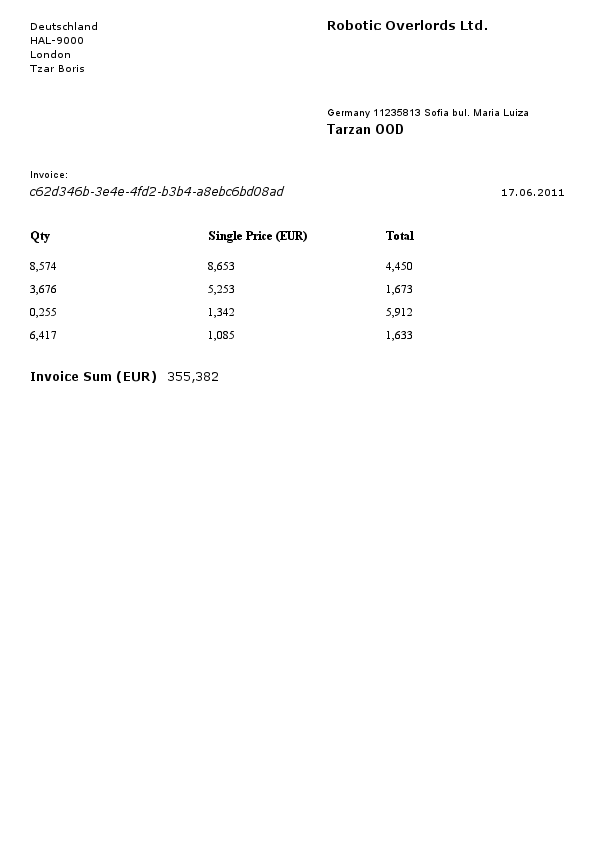 Deutschland
HAL-9000
London
Tzar Boris
Robotic Overlords Ltd.
Germany 11235813 Sofia bul. Maria Luiza
Tarzan OOD
Invoice:
c62d346b-3e4e-4fd2-b3b4-a8ebc6bd08ad 17.06.2011
Qty Single Price (EUR) Total
8,574 8,653 4,450
3,676 5,253 1,673
0,255 1,342 5,912
6,417 1,085 1,633
Invoice Sum (EUR) 355,382